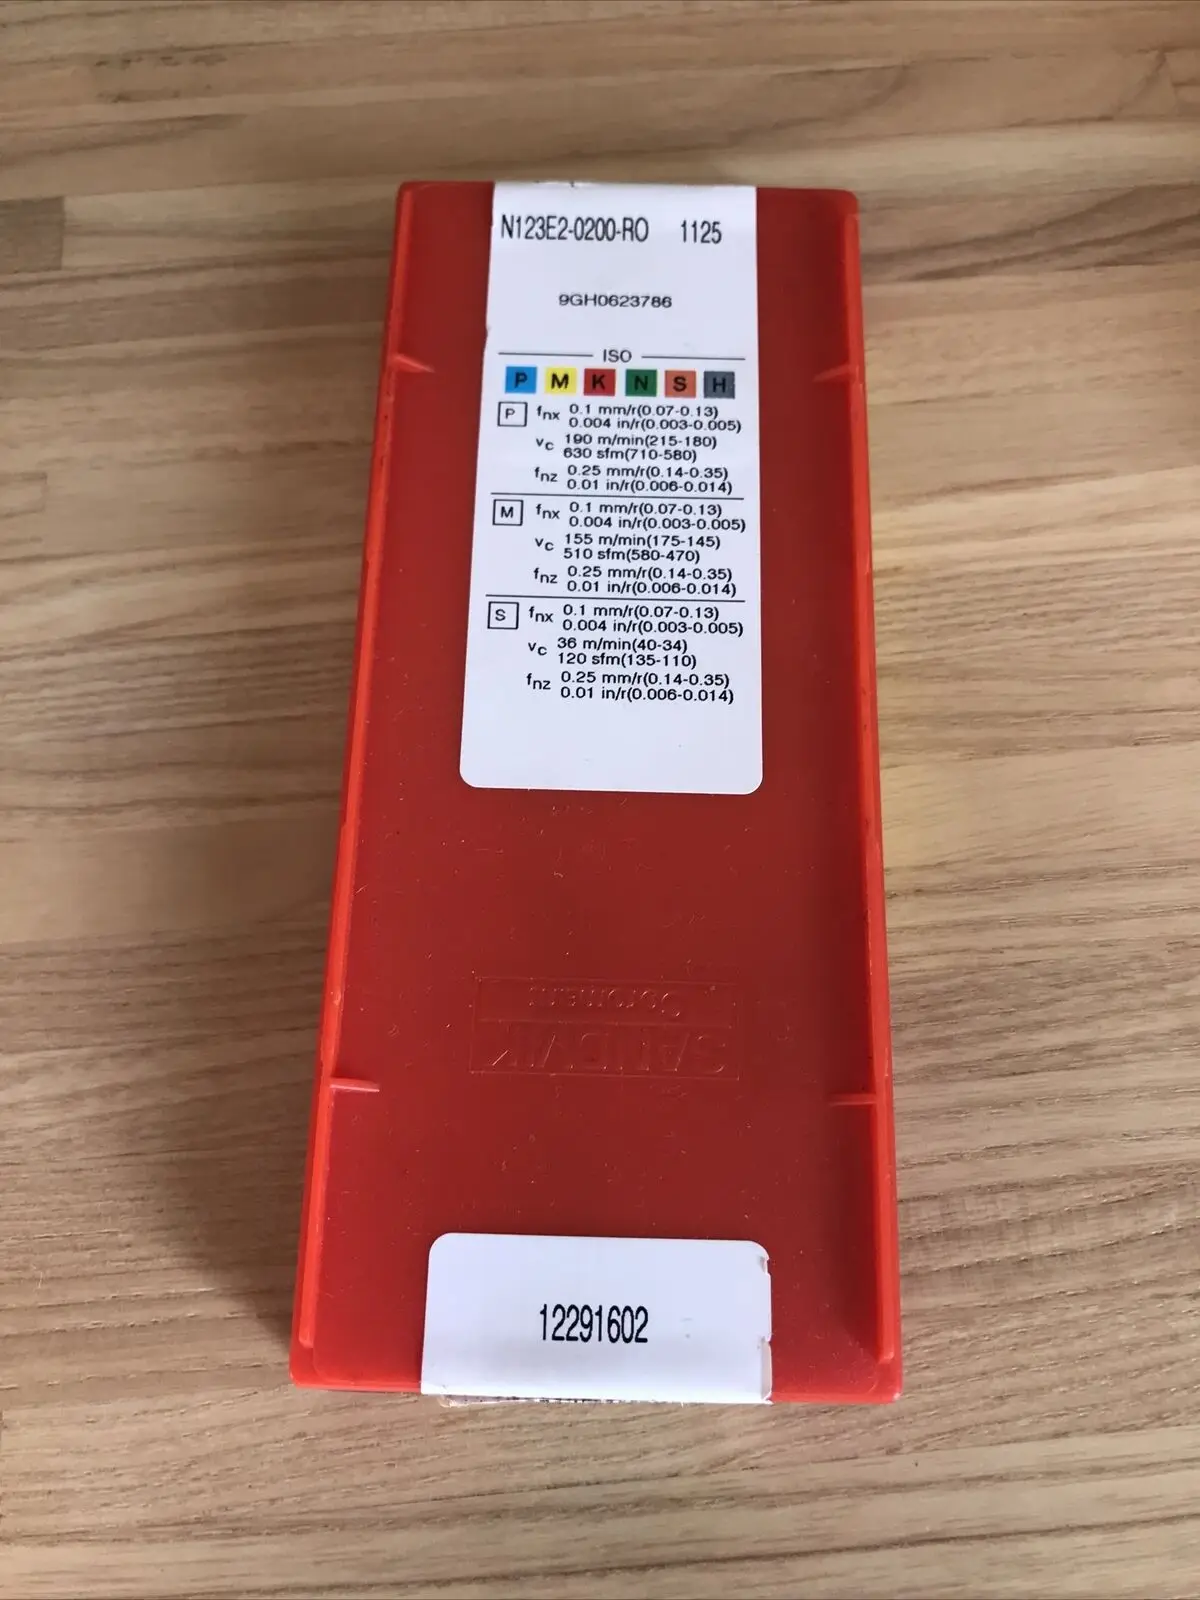 N123E2-0200-RO 1125
9GH0623786
ISO
P M K N S H
P fnx 0.1 mm/r(0.07-0.13)
0.004 in/r(0.003-0.005)
vc 190 m/min(215-180)
630 sfm(710-580)
fnz 0.25 mm/r(0.14-0.35)
0.01 in/r(0.006-0.014)
M fnx 0.1 mm/r(0.07-0.13)
0.004 in/r(0.003-0.005)
vc 155 m/min(175-145)
510 sfm(580-470)
fnz 0.25 mm/r(0.14-0.35)
0.01 in/r(0.006-0.014)
S fnx 0.1 mm/r(0.07-0.13)
0.004 in/r(0.003-0.005)
vc 36 m/min(40-34)
120 sfm(135-110)
fnz 0.25 mm/r(0.14-0.35)
0.01 in/r(0.006-0.014)
SANDVIK
Coromant
12291602